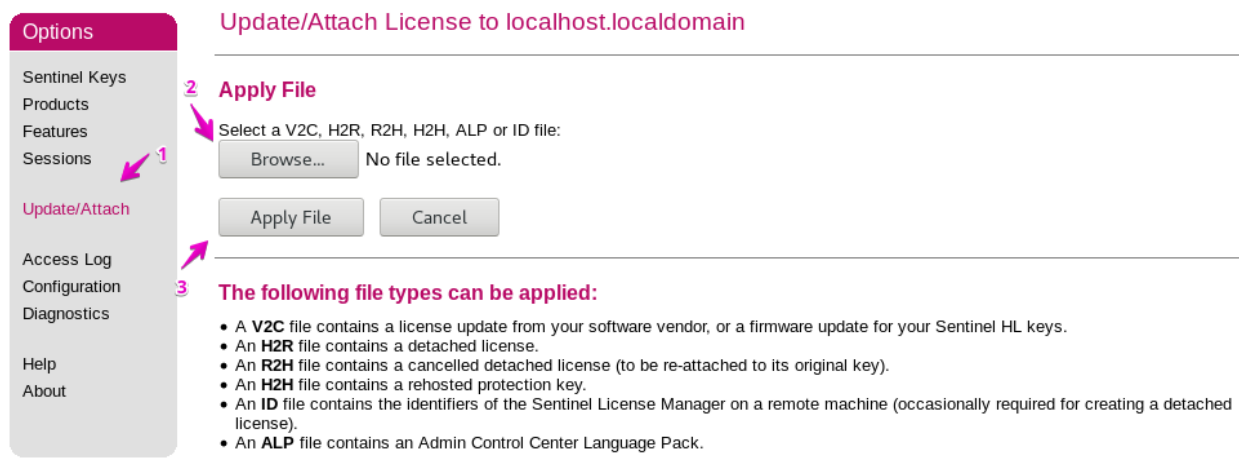 Options
Sentinel Keys
Products
Features
Sessions
1
Update/Attach
Access Log
Configuration
Diagnostics
Help
About
Update/Attach License to localhost.localdomain
2
Apply File
Select a V2C, H2R, R2H, H2H, ALP or ID file:
Browse... No file selected.
Apply File Cancel
3
The following file types can be applied:
• A V2C file contains a license update from your software vendor, or a firmware update for your Sentinel HL keys.
• An H2R file contains a detached license.
• An R2H file contains a cancelled detached license (to be re-attached to its original key).
• An H2H file contains a rehosted protection key.
• An ID file contains the identifiers of the Sentinel License Manager on a remote machine (occasionally required for creating a detached
license).
• An ALP file contains an Admin Control Center Language Pack.